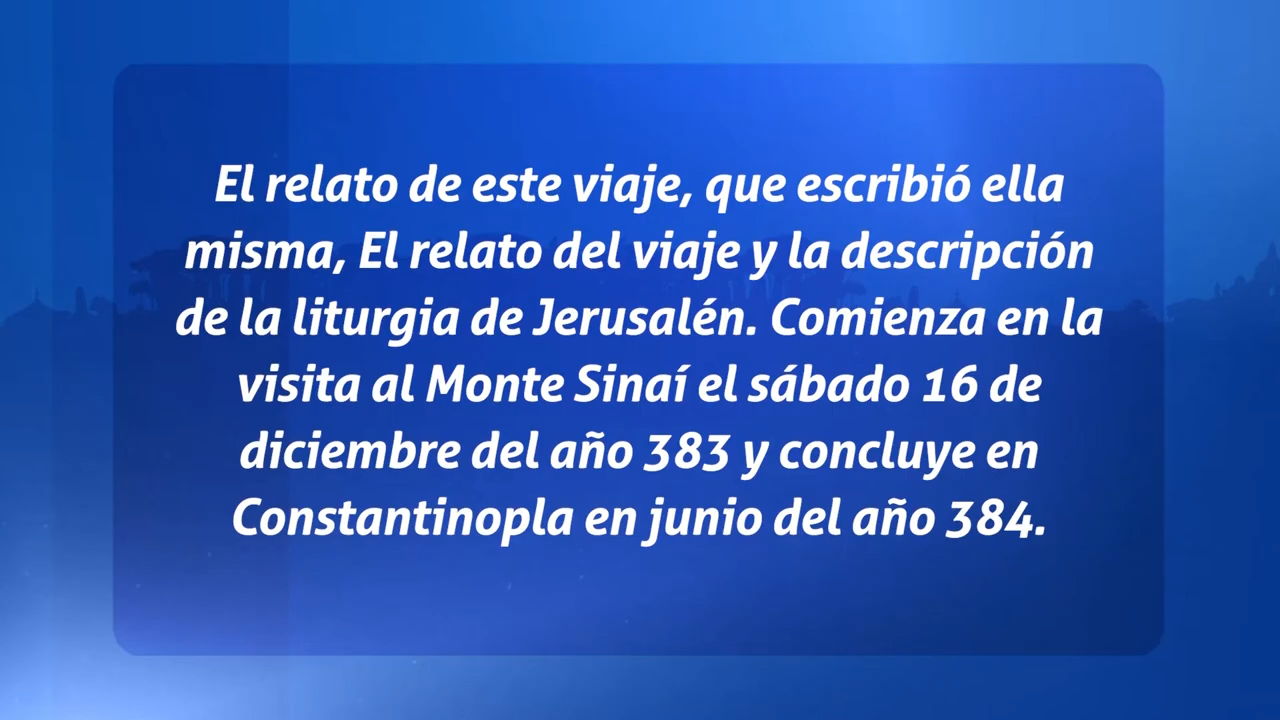 El relato de este viaje, que escribió ella
misma, El relato del viaje y la descripción
de la liturgia de Jerusalén. Comienza en la
visita al Monte Sinaí el sábado 16 de
diciembre del año 383 y concluye en
Constantinopla en junio del año 384.